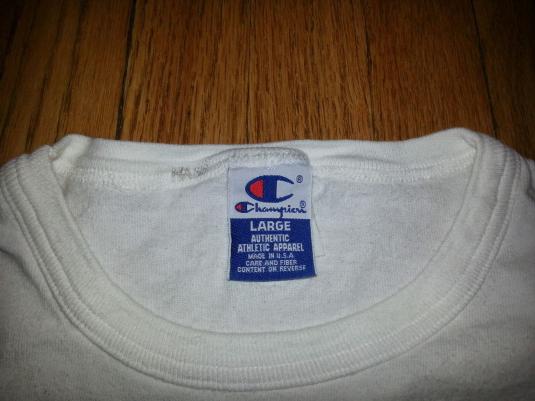 ®
Champion®
LARGE
AUTHENTIC
ATHLETIC APPAREL
MADE IN U.S.A
CARE AND FIBER
CONTENT ON REVERSE